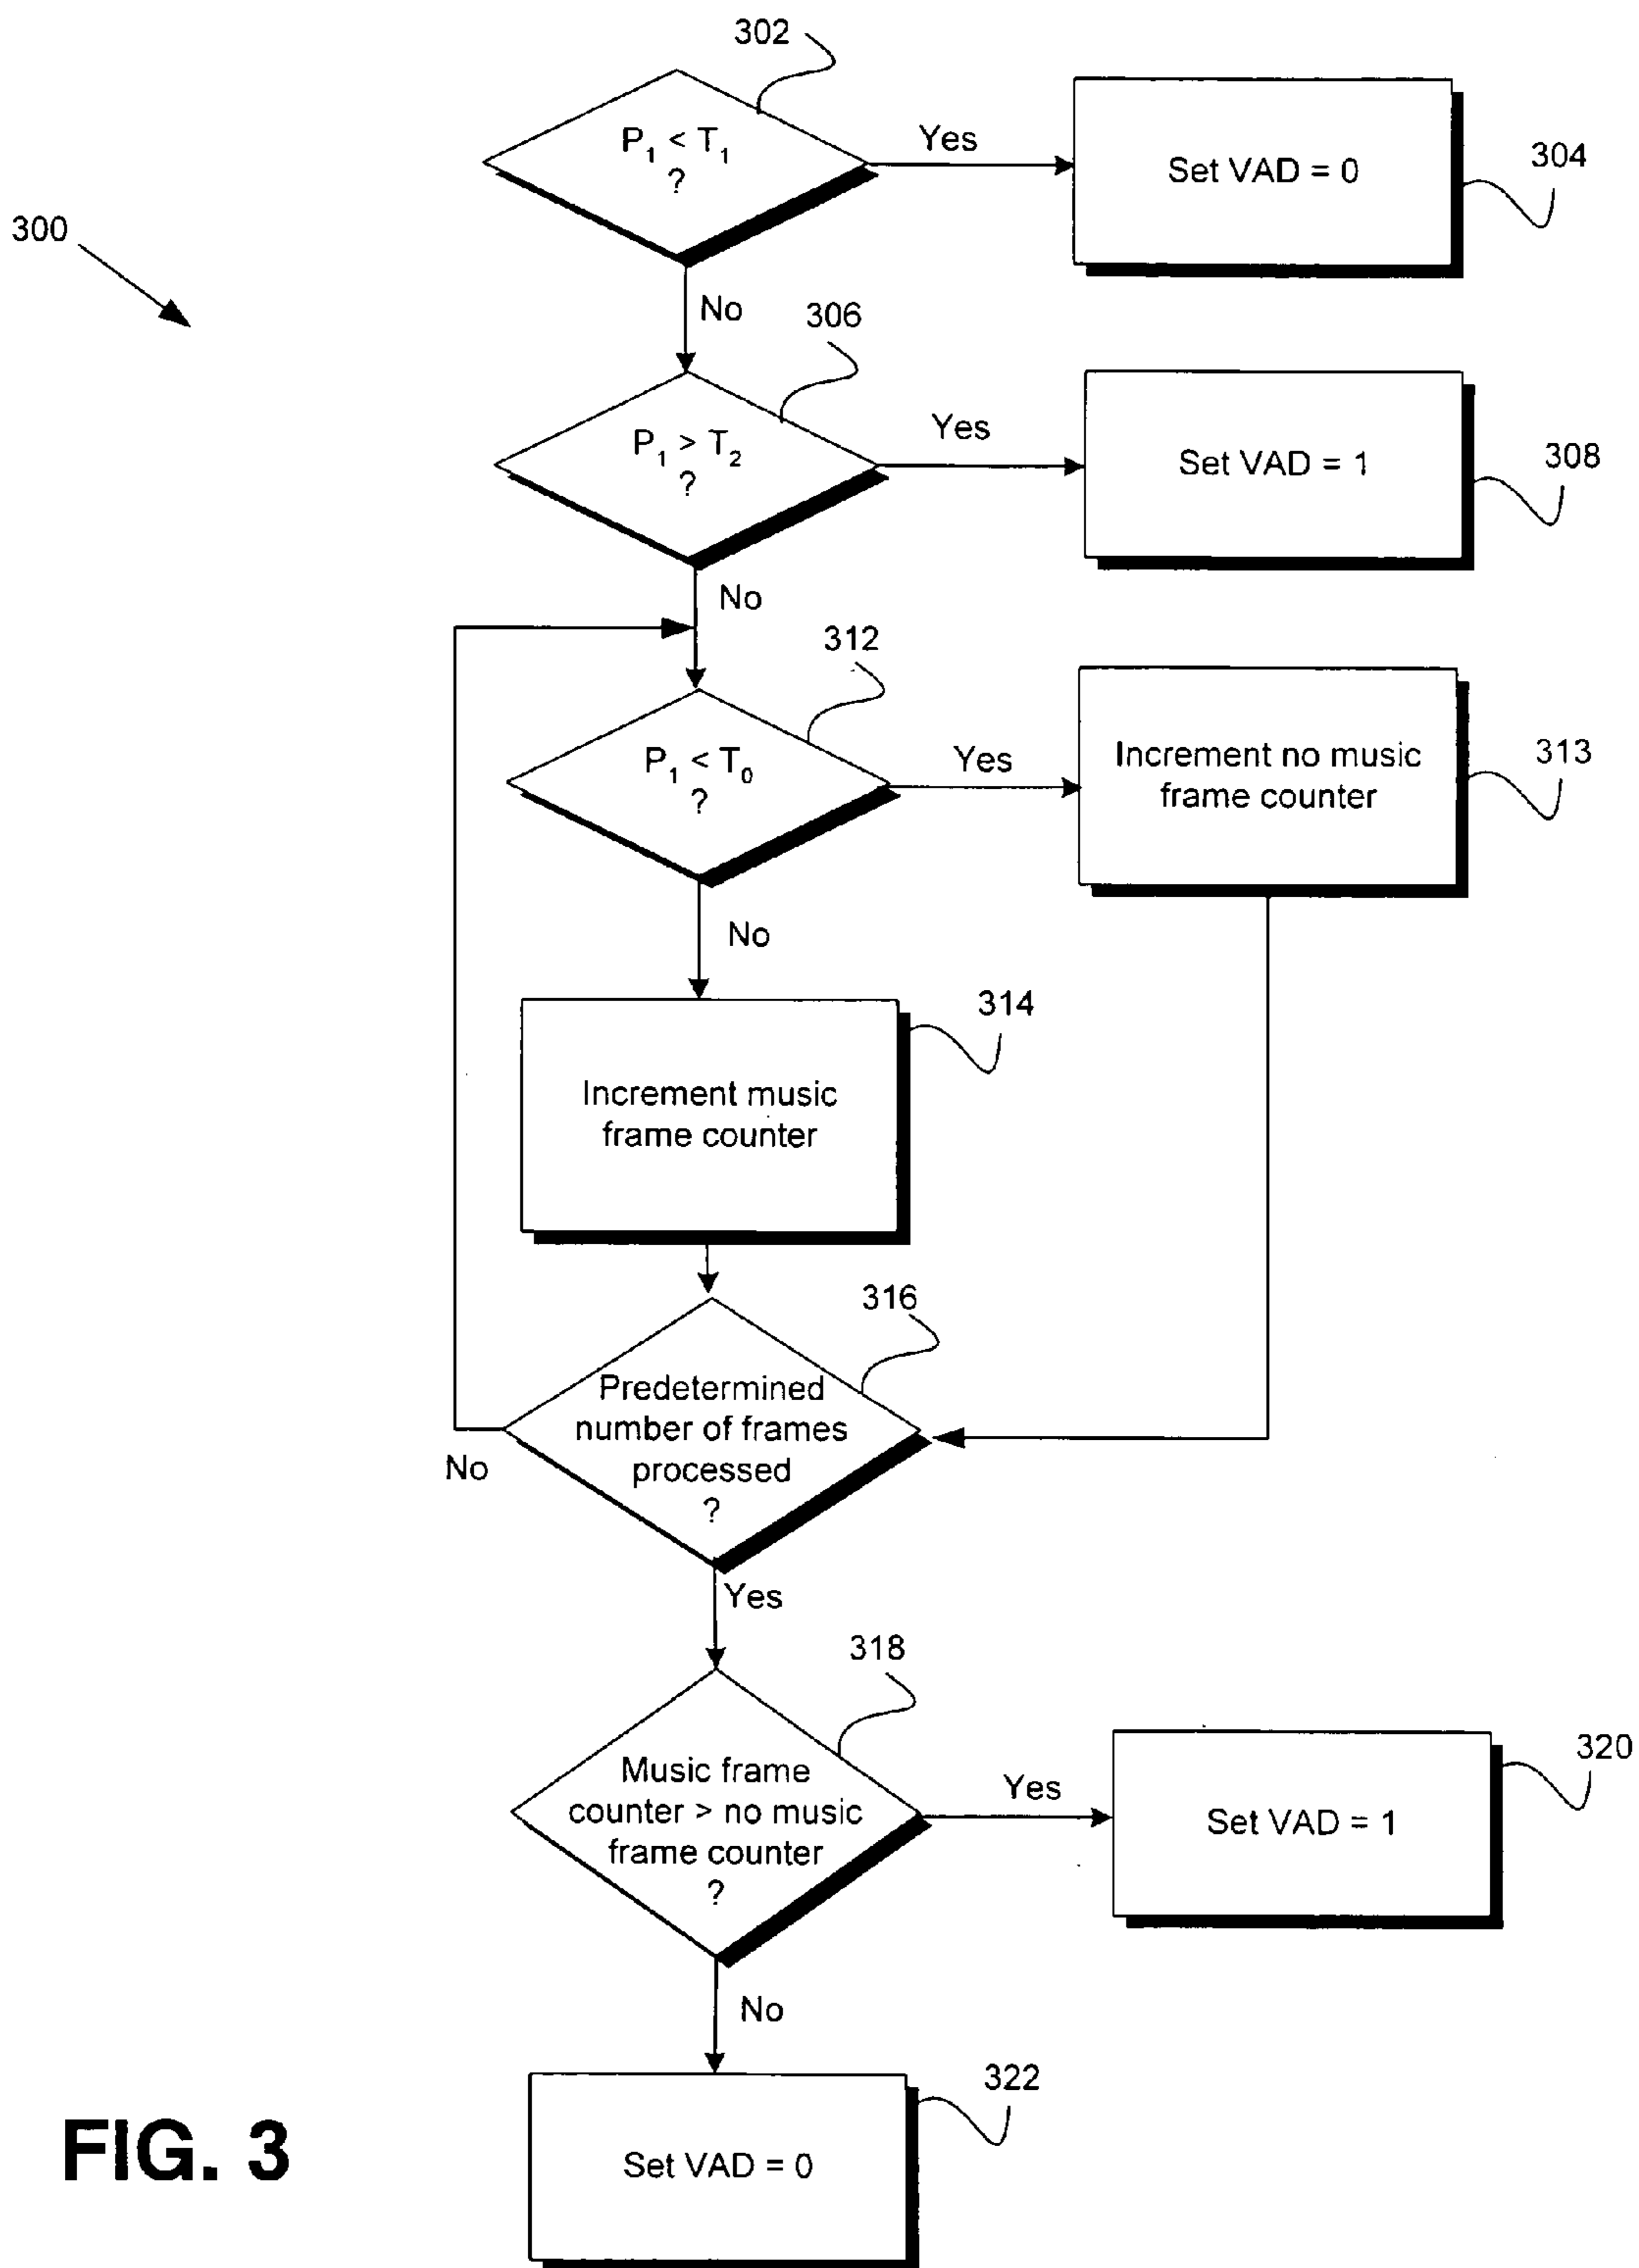 302
P₁ < T₁
?
Yes
Set VAD = 0
304
300
No
306
P₁ > T₂
?
Yes
Set VAD = 1
308
No
312
P₁ < T₀
?
Yes
Increment no music
frame counter
313
No
314
Increment music
frame counter
316
Predetermined
number of frames
processed
?
No
Yes
318
Music frame
counter > no music
frame counter
?
Yes
Set VAD = 1
320
No
322
Set VAD = 0
FIG. 3